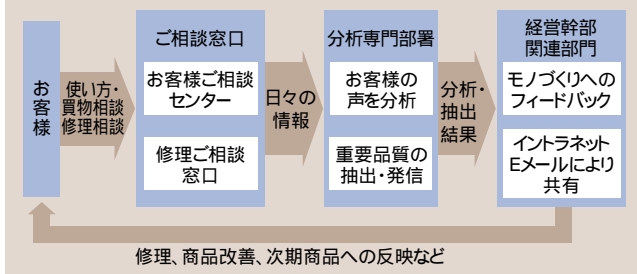 お客様
使い方・
買物相談
修理相談
ご相談窓口
お客様ご相談
センター
修理ご相談
窓口
日々の
情報
分析専門部署
お客様の
声を分析
重要品質の
抽出・発信
分析・
抽出
結果
経営幹部
関連部門
モノづくりへの
フィードバック
イントラネット
Eメールにより
共有
修理、商品改善、次期商品への反映など